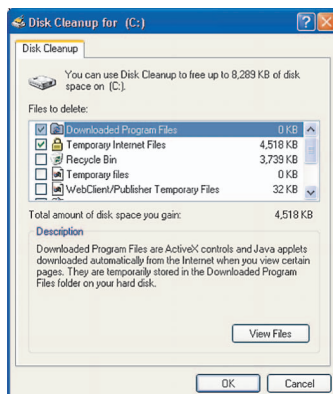 Disk Cleanup for (C:)
Disk Cleanup
You can use Disk Cleanup to free up to 8,289 KB of disk
space on (C:).
Files to delete:
Downloaded Program Files 0 KB
Temporary Internet Files 4,518 KB
Recycle Bin 3,739 KB
Temporary files 0 KB
WebClient/Publisher Temporary Files 32 KB
Total amount of disk space you gain: 4,518 KB
Description
Downloaded Program Files are ActiveX controls and Java applets
downloaded automatically from the Internet when you view certain
pages. They are temporarily stored in the Downloaded Program
Files folder on your hard disk.
View Files
OK Cancel